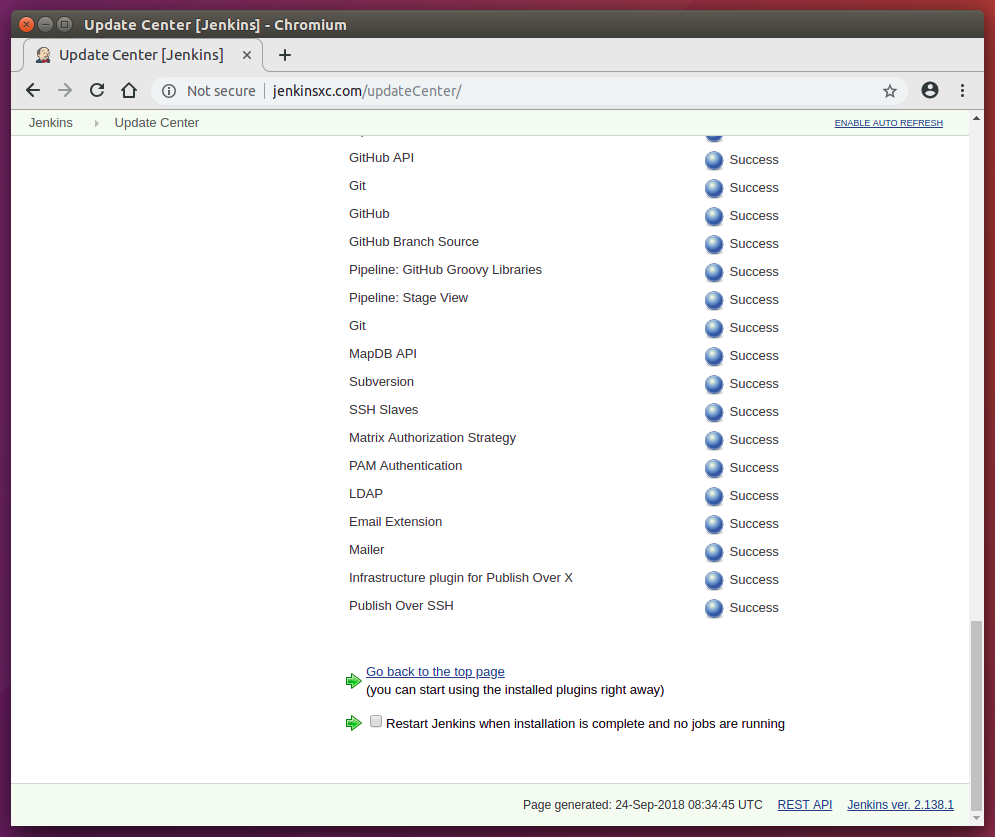 Update Center [Jenkins] - Chromium
Update Center [Jenkins]
Not secure | jenkinsxc.com/updateCenter/
Jenkins Update Center ENABLE AUTO REFRESH
GitHub API Success
Git Success
GitHub Success
GitHub Branch Source Success
Pipeline: GitHub Groovy Libraries Success
Pipeline: Stage View Success
Git Success
MapDB API Success
Subversion Success
SSH Slaves Success
Matrix Authorization Strategy Success
PAM Authentication Success
LDAP Success
Email Extension Success
Mailer Success
Infrastructure plugin for Publish Over X Success
Publish Over SSH Success
Go back to the top page
(you can start using the installed plugins right away)
Restart Jenkins when installation is complete and no jobs are running
Page generated: 24-Sep-2018 08:34:45 UTC REST API Jenkins ver. 2.138.1